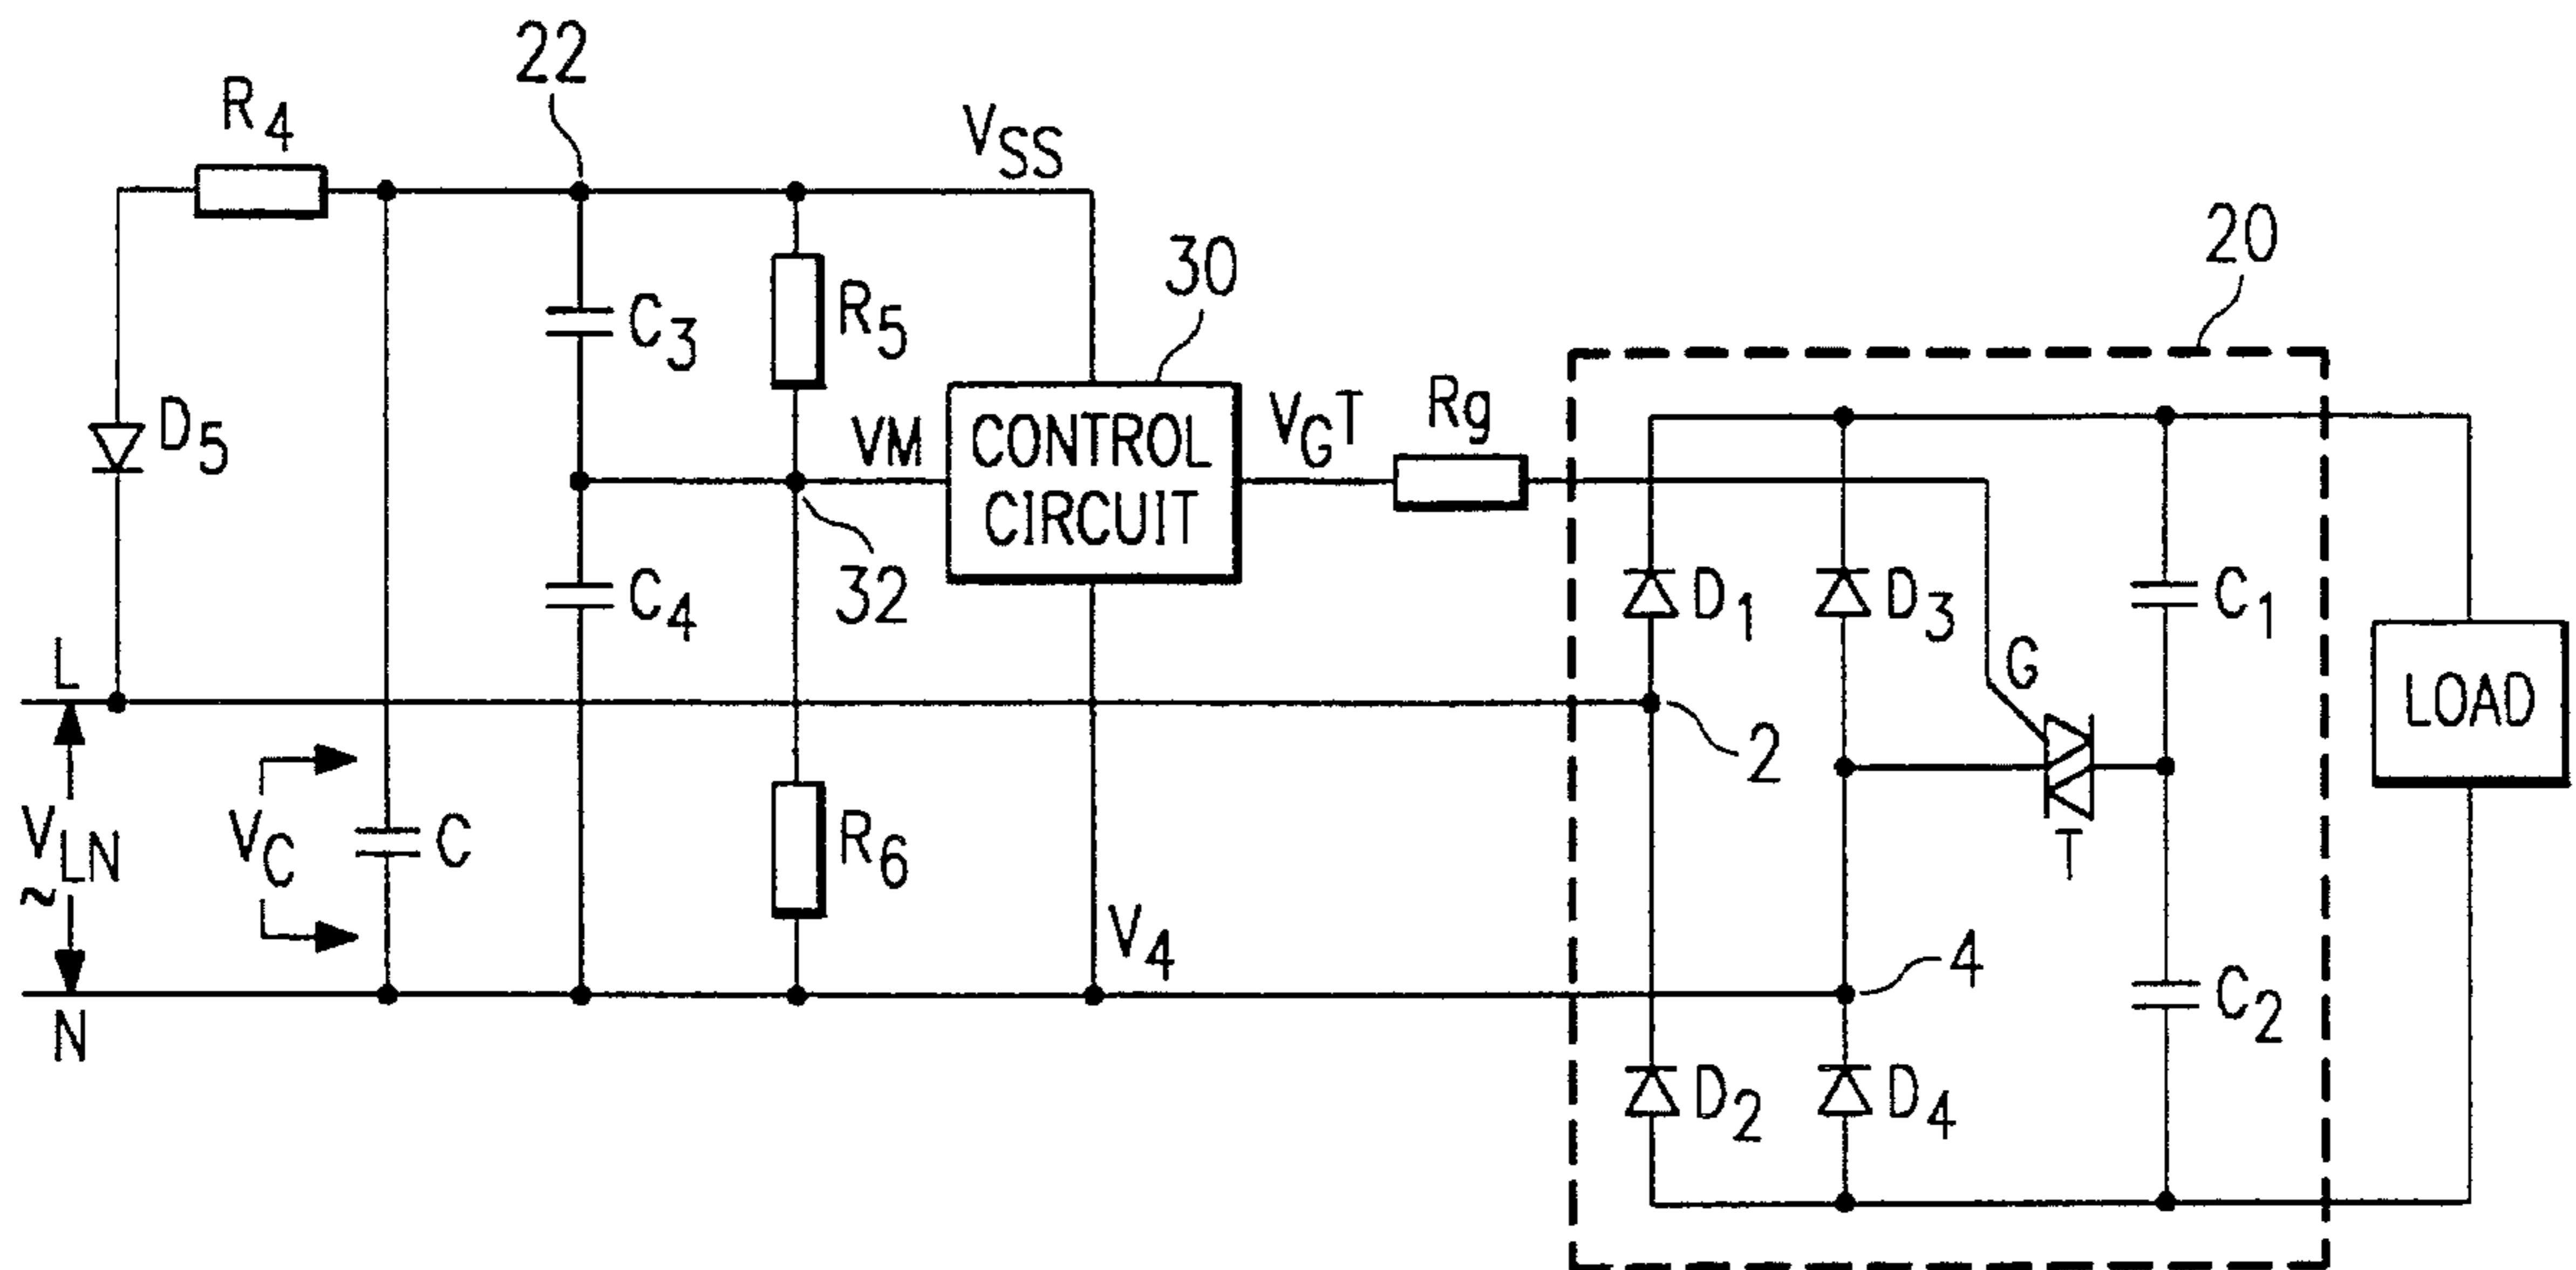 22
R4
VSS
20
30
C3
R5
VGT
Rg
D5
VM
CONTROL
CIRCUIT
32
C4
D1
D3
C1
L
G
LOAD
2
VLN
~
VC
C
R6
T
V4
4
N
C2
D2
D4